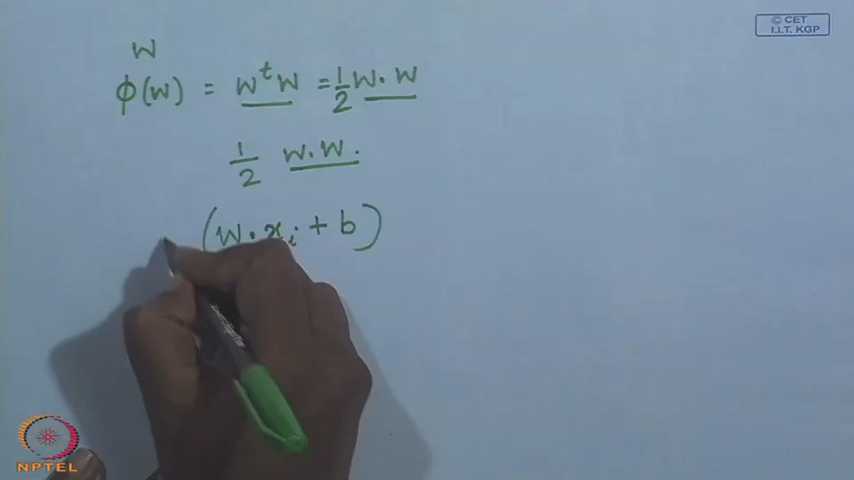 © CET
I.I.T. KGP
W
φ(w) = wᵗw = 1/2 w.w
1/2 w.w.
(w.xᵢ + b)
NPTEL